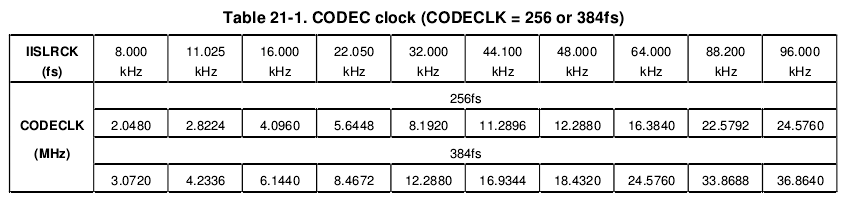 Table 21-1. CODEC clock (CODECLK = 256 or 384fs)
IISLRCK (fs) 8.000 kHz 11.025 kHz 16.000 kHz 22.050 kHz 32.000 kHz 44.100 kHz 48.000 kHz 64.000 kHz 88.200 kHz 96.000 kHz
256fs
CODECLK (MHz) 2.0480 2.8224 4.0960 5.6448 8.1920 11.2896 12.2880 16.3840 22.5792 24.5760
384fs
3.0720 4.2336 6.1440 8.4672 12.2880 16.9344 18.4320 24.5760 33.8688 36.8640